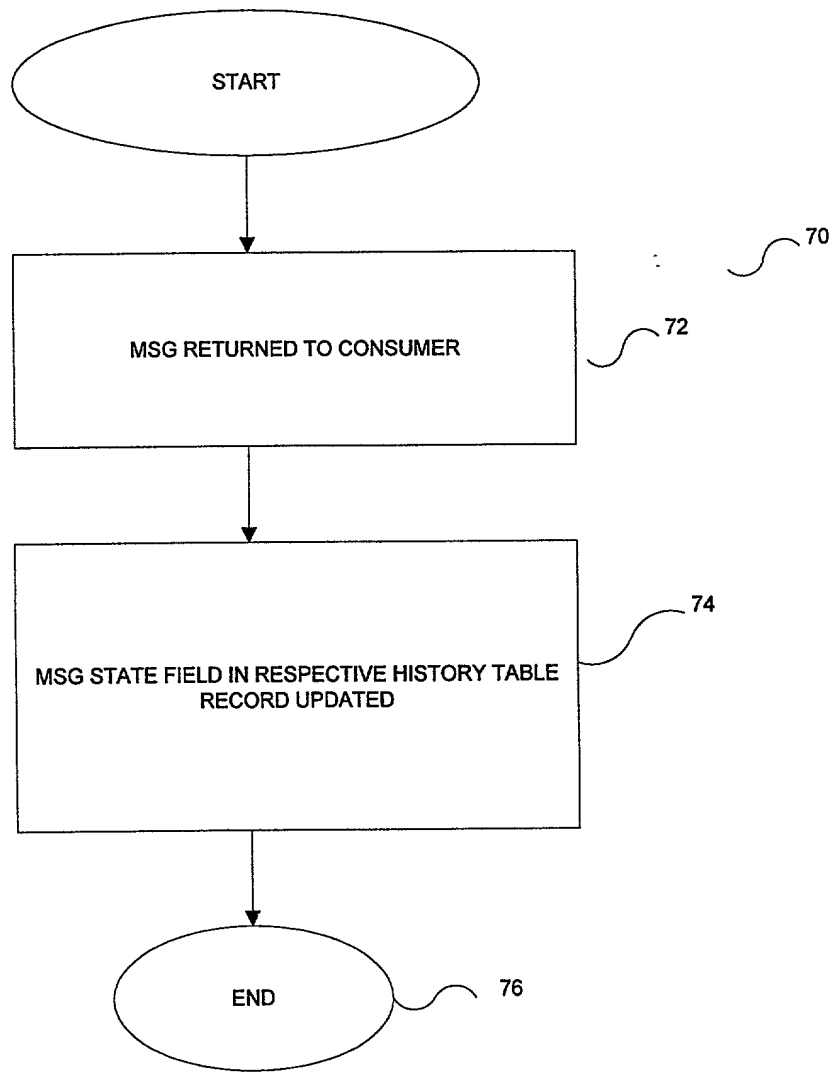 START
70
MSG RETURNED TO CONSUMER
72
MSG STATE FIELD IN RESPECTIVE HISTORY TABLE
RECORD UPDATED
74
END
76